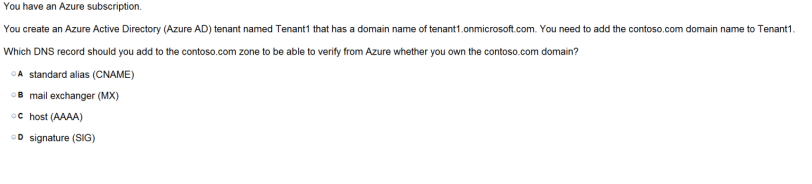 You have an Azure subscription.
You create an Azure Active Directory (Azure AD) tenant named Tenant1 that has a domain name of tenant1.onmicrosoft.com. You need to add the contoso.com domain name to Tenant1.
Which DNS record should you add to the contoso.com zone to be able to verify from Azure whether you own the contoso.com domain?
A standard alias (CNAME)
B mail exchanger (MX)
C host (AAAA)
D signature (SIG)